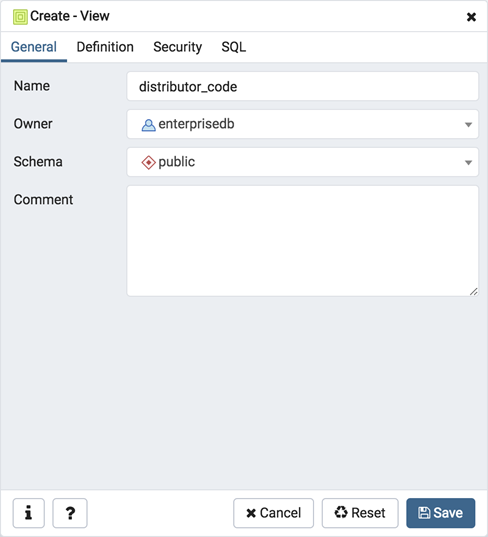 Create - View
General Definition Security SQL
Name distributor_code
Owner enterprisedb
Schema public
Comment
i ? Cancel Reset Save